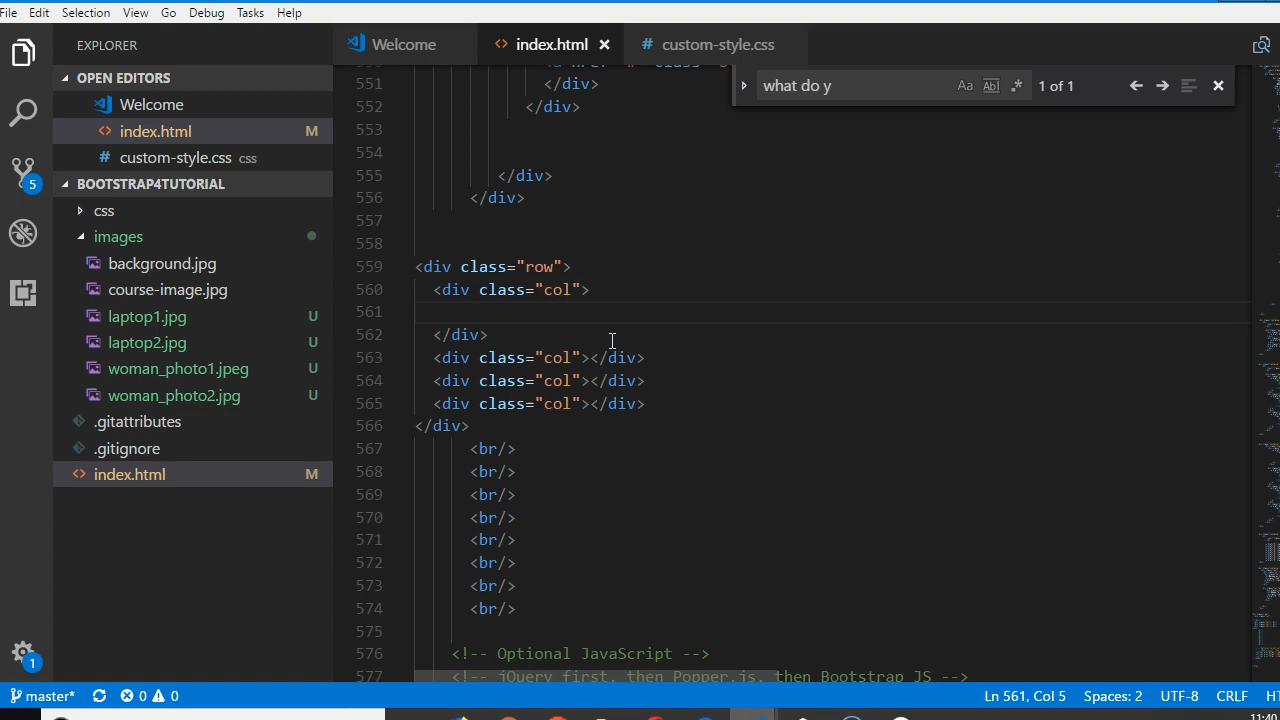 File Edit Selection View Go Debug Tasks Help
EXPLORER
OPEN EDITORS
Welcome
index.html M
custom-style.css css
BOOTSTRAP4TUTORIAL
css
images
background.jpg
course-image.jpg
laptop1.jpg U
laptop2.jpg U
woman_photo1.jpeg U
woman_photo2.jpg U
.gitattributes
.gitignore
index.html M
5
1
Welcome index.html custom-style.css
what do y Aa Abl .* 1 of 1
551 </div>
552 </div>
553
554
555 </div>
556 </div>
557
558
559 <div class="row">
560 <div class="col">
561
562 </div>
563 <div class="col"></div>
564 <div class="col"></div>
565 <div class="col"></div>
566 </div>
567 <br/>
568 <br/>
569 <br/>
570 <br/>
571 <br/>
572 <br/>
573 <br/>
574 <br/>
575
576 <!-- Optional JavaScript -->
577 <!-- jQuery first, then Popper.js, then Bootstrap JS -->
master* 0 0 Ln 561, Col 5 Spaces: 2 UTF-8 CRLF
11:40